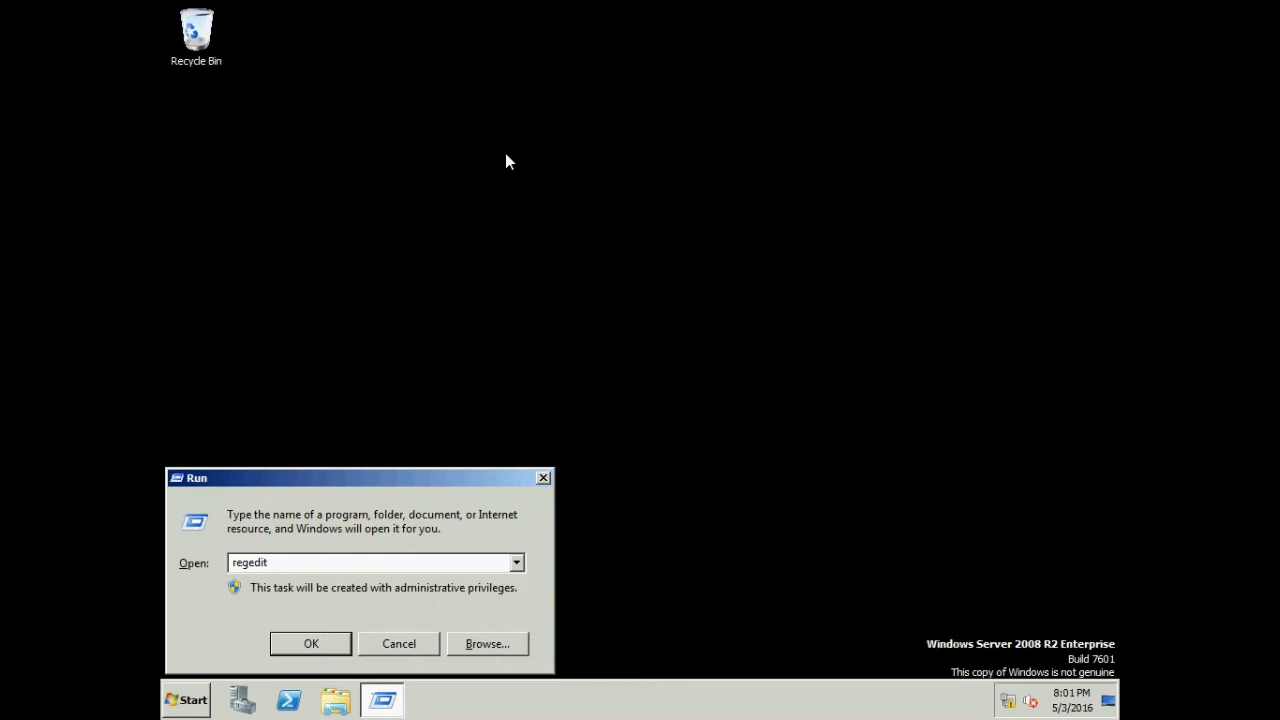 Recycle Bin
Run
Type the name of a program, folder, document, or Internet
resource, and Windows will open it for you.
Open:
regedit
This task will be created with administrative privileges.
OK
Cancel
Browse...
Windows Server 2008 R2 Enterprise
Build 7601
This copy of Windows is not genuine
Start
8:01 PM
5/3/2016